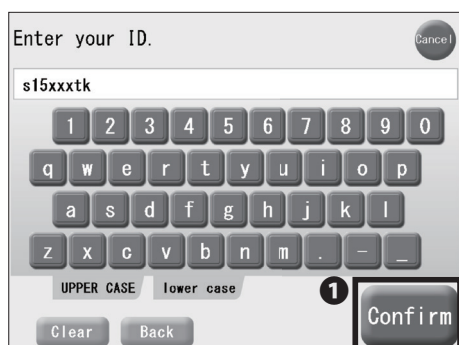 Enter your ID.
Cancel
s15xxxtk
1 2 3 4 5 6 7 8 9 0
q w e r t y u i o p
a s d f g h j k l
z x c v b n m . – _
UPPER CASE lower case
❶
Confirm
Clear Back